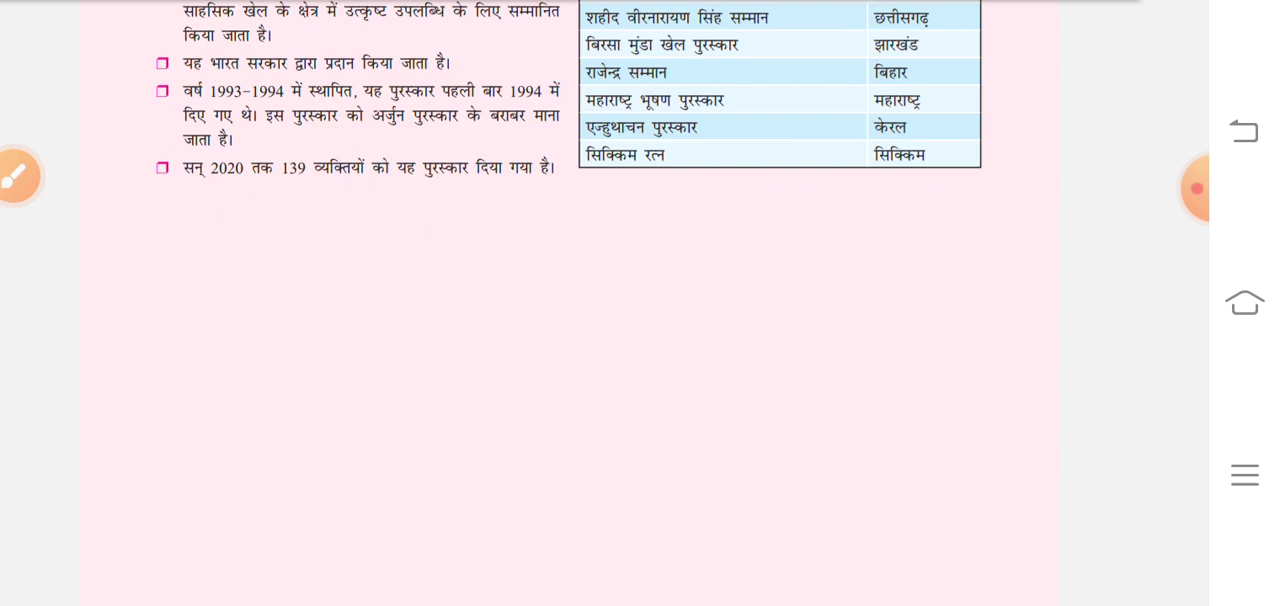 साहसिक खेल के क्षेत्र में उत्कृष्ट उपलब्धि के लिए सम्मानित
किया जाता है।
❐ यह भारत सरकार द्वारा प्रदान किया जाता है।
❐ वर्ष 1993-1994 में स्थापित, यह पुरस्कार पहली बार 1994 में
दिए गए थे। इस पुरस्कार को अर्जुन पुरस्कार के बराबर माना
जाता है।
❐ सन् 2020 तक 139 व्यक्तियों को यह पुरस्कार दिया गया है।
शहीद वीरनारायण सिंह सम्मान छत्तीसगढ़
बिरसा मुंडा खेल पुरस्कार झारखंड
राजेन्द्र सम्मान बिहार
महाराष्ट्र भूषण पुरस्कार महाराष्ट्र
एज्हुथाचन पुरस्कार केरल
सिक्किम रत्न सिक्किम